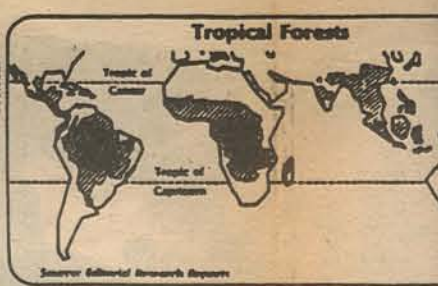 Tropical Forests
Tropic of
Cancer
Tropic of
Capricorn
Source: Editorial Research Reports